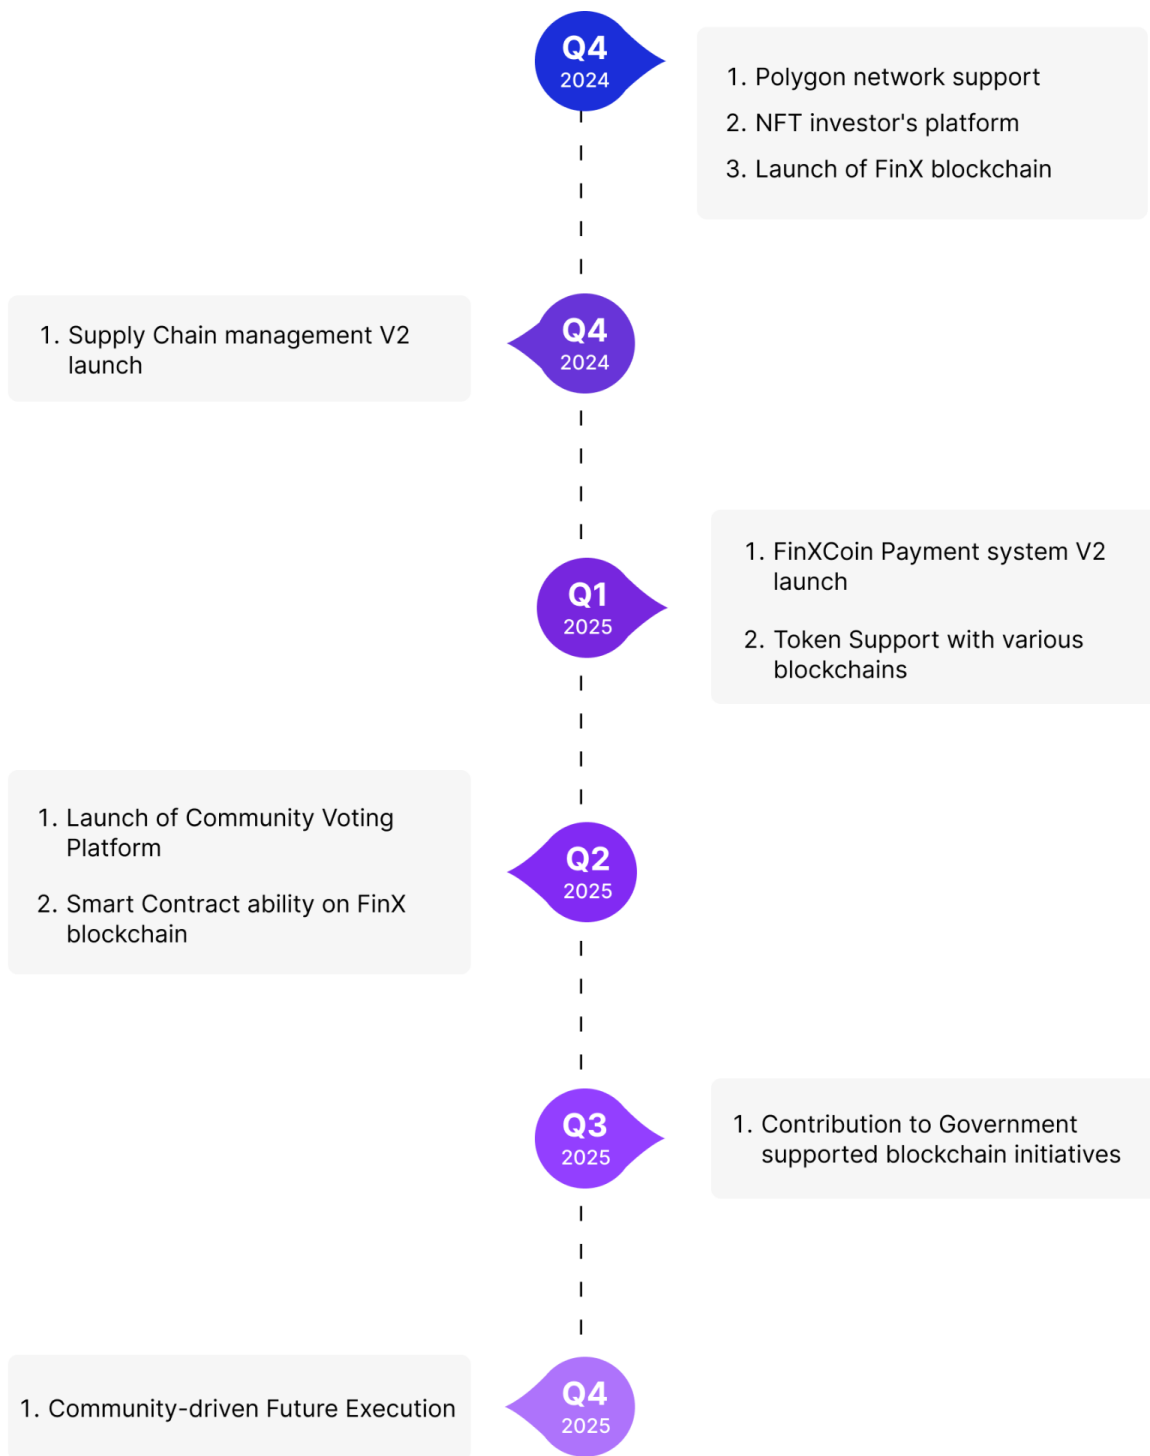 Q4
2024
1. Polygon network support
2. NFT investor's platform
3. Launch of FinX blockchain
Q4
2024
1. Supply Chain management V2
launch
Q1
2025
1. FinXCoin Payment system V2
launch
2. Token Support with various
blockchains
Q2
2025
1. Launch of Community Voting
Platform
2. Smart Contract ability on FinX
blockchain
Q3
2025
1. Contribution to Government
supported blockchain initiatives
Q4
2025
1. Community-driven Future Execution